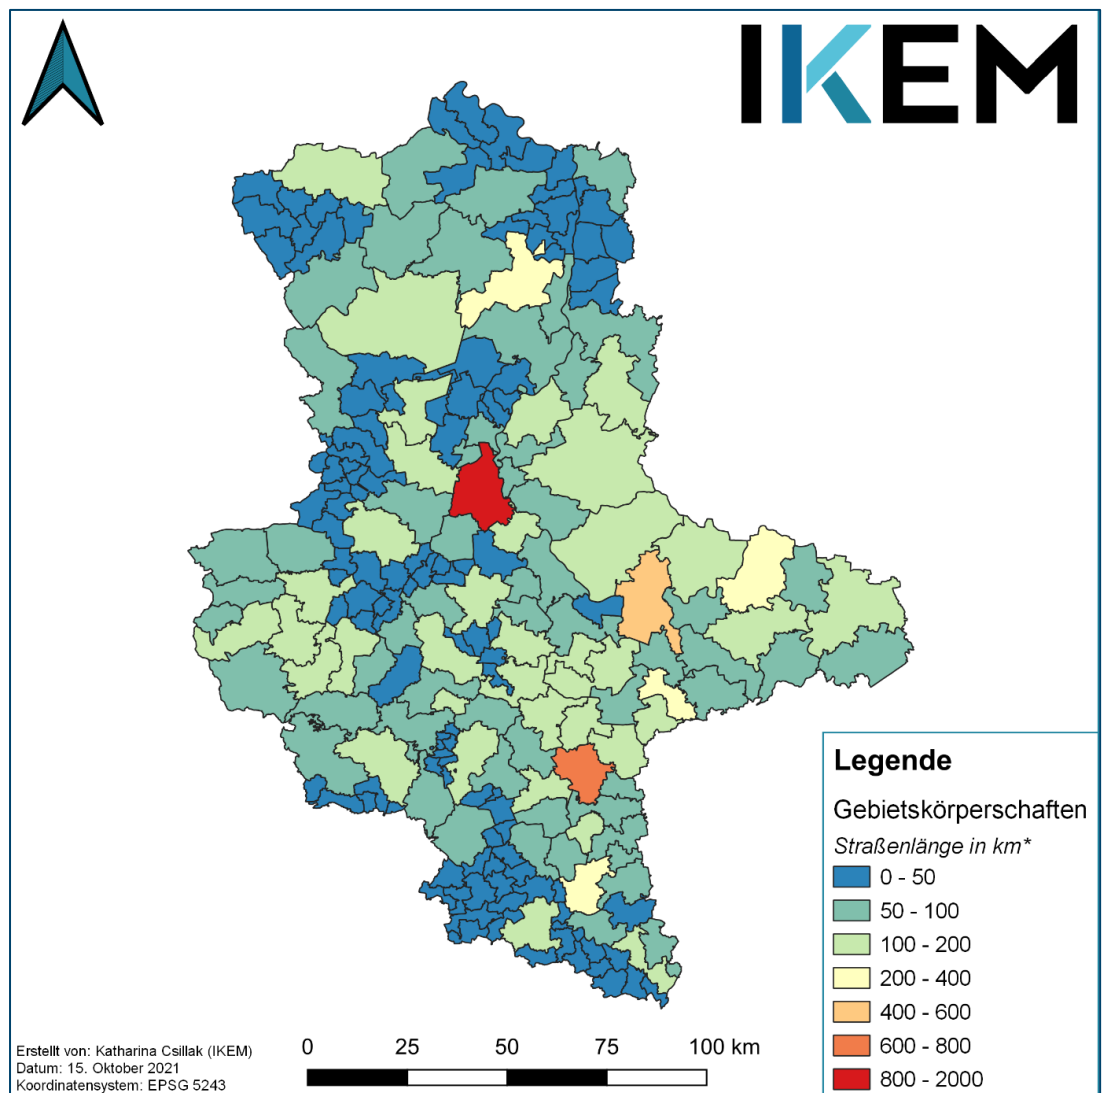 IKEM
Legende
Gebietskörperschaften
Straßenlänge in km*
0 - 50
50 - 100
100 - 200
200 - 400
400 - 600
600 - 800
800 - 2000
Erstellt von: Katharina Csillak (IKEM)
Datum: 15. Oktober 2021
Koordinatensystem: EPSG 5243
0 25 50 75 100 km